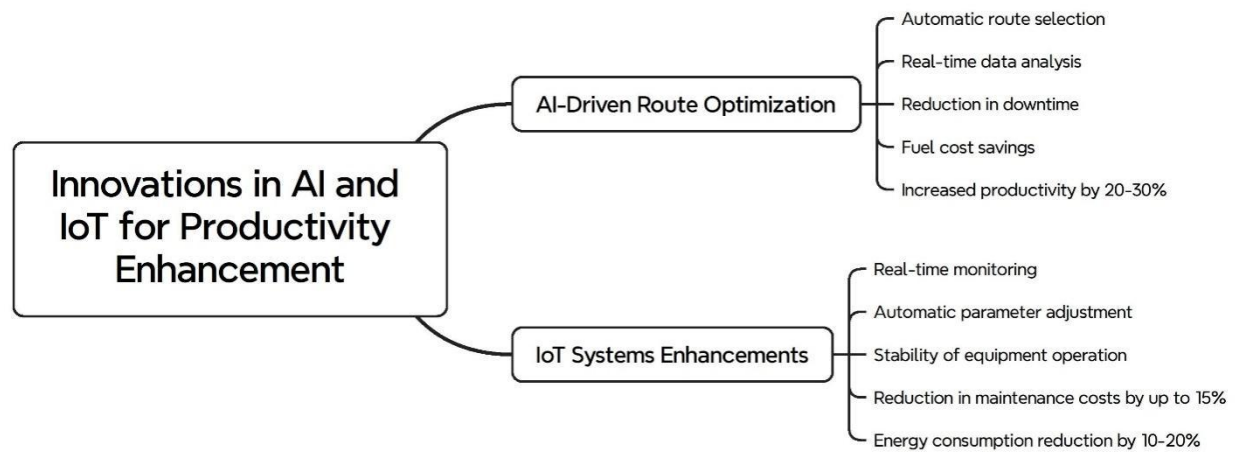 Innovations in AI and
IoT for Productivity
Enhancement
AI-Driven Route Optimization
Automatic route selection
Real-time data analysis
Reduction in downtime
Fuel cost savings
Increased productivity by 20-30%
IoT Systems Enhancements
Real-time monitoring
Automatic parameter adjustment
Stability of equipment operation
Reduction in maintenance costs by up to 15%
Energy consumption reduction by 10-20%